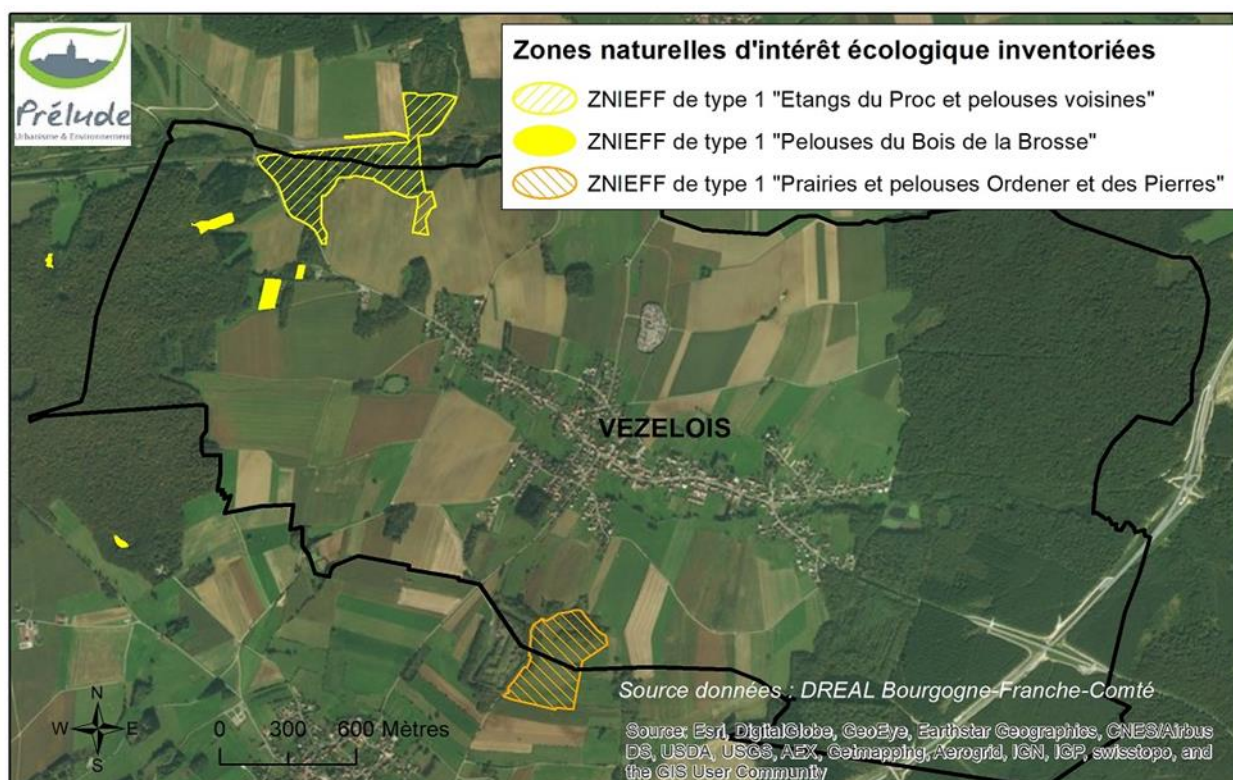 Prélude
Urbanisme & Environnement
Zones naturelles d'intérêt écologique inventoriées
ZNIEFF de type 1 "Etangs du Proc et pelouses voisines"
ZNIEFF de type 1 "Pelouses du Bois de la Brosse"
ZNIEFF de type 1 "Prairies et pelouses Ordener et des Pierres"
VEZELOIS
N
W E
S
0 300 600 Mètres
Source données : DREAL Bourgogne-Franche-Comté
Source: Esri, DigitalGlobe, GeoEye, Earthstar Geographics, CNES/Airbus
DS, USDA, USGS, AEX, Getmapping, Aerogrid, IGN, IGP, swisstopo, and
the GIS User Community